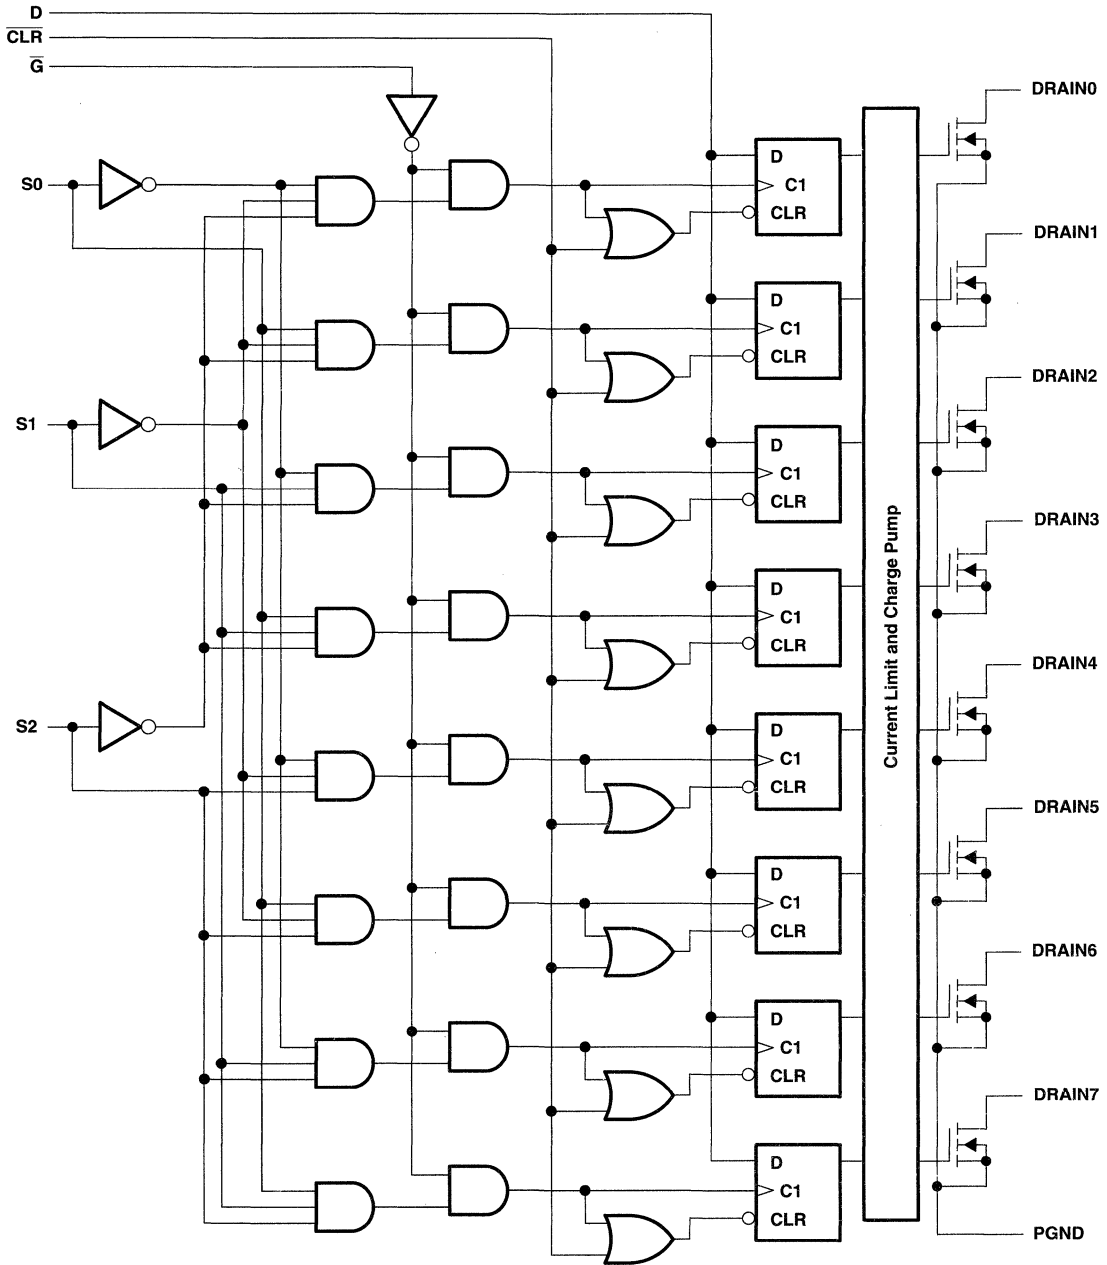 D
CLR
G
DRAIN0
D
S0
C1
CLR
DRAIN1
D
C1
CLR
DRAIN2
S1
D
C1
CLR
DRAIN3
Current Limit and Charge Pump
D
C1
CLR
DRAIN4
S2
D
C1
CLR
DRAIN5
D
C1
CLR
DRAIN6
D
C1
CLR
DRAIN7
D
C1
CLR
PGND